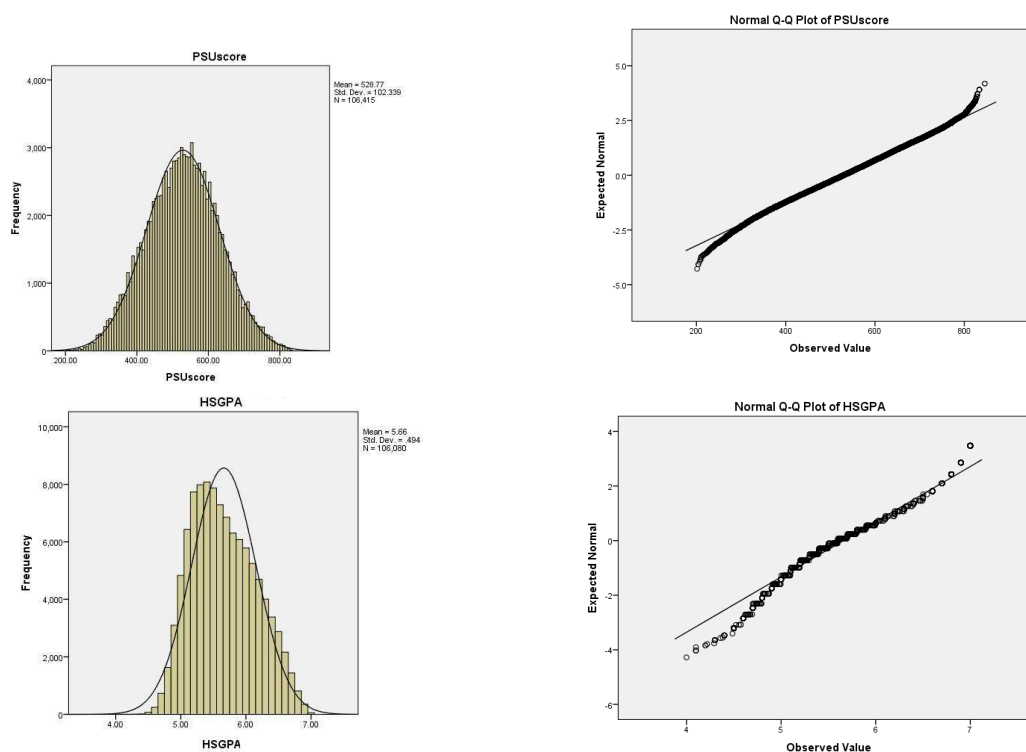 PSUscore
Mean = 528.77
Std. Dev. = 102.339
N = 106,415
4,000
3,000
2,000
1,000
0
Frequency
200.00 400.00 600.00 800.00
PSUscore
Normal Q-Q Plot of PSUscore
5.0
2.5
0.0
-2.5
-5.0
Expected Normal
200 400 600 800
Observed Value
HSGPA
Mean = 5.66
Std. Dev. = .494
N = 106,080
10,000
8,000
6,000
4,000
2,000
0
Frequency
4.00 5.00 6.00 7.00
HSGPA
Normal Q-Q Plot of HSGPA
4
2
0
-2
-4
-6
Expected Normal
4 5 6 7
Observed Value